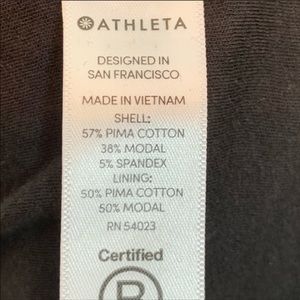 ATHLETA
DESIGNED IN
SAN FRANCISCO
MADE IN VIETNAM
SHELL:
57% PIMA COTTON
38% MODAL
5% SPANDEX
LINING:
50% PIMA COTTON
50% MODAL
RN 54023
Certified
B